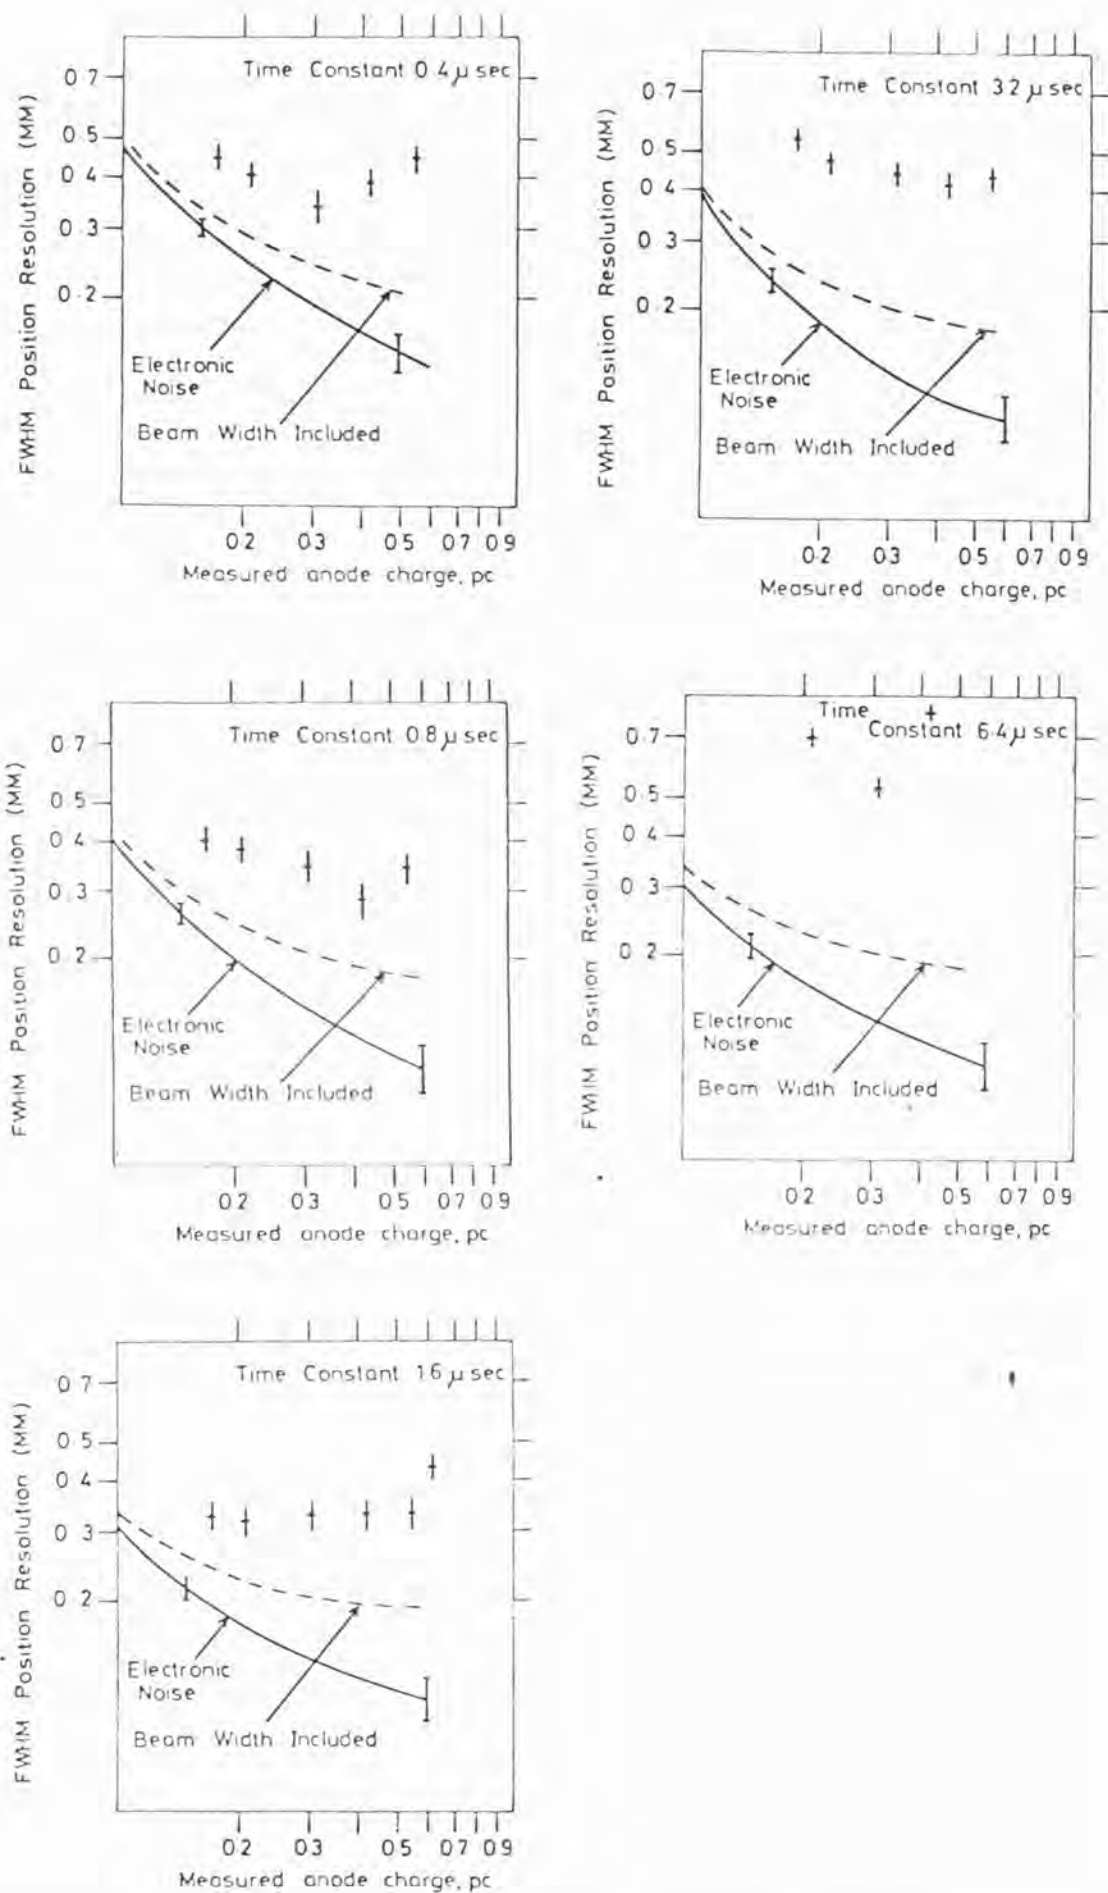 Time Constant 0.4 μ sec
0.7
0.5
0.4
0.3
0.2
FWHM Position Resolution (MM)
Electronic
Noise
Beam Width Included
0.2 0.3 0.5 0.7 0.9
Measured anode charge, pc
Time Constant 3.2 μ sec
0.7
0.5
0.4
0.3
0.2
FWHM Position Resolution (MM)
Electronic
Noise
Beam Width Included
0.2 0.3 0.5 0.7 0.9
Measured anode charge, pc
Time Constant 0.8 μ sec
0.7
0.5
0.4
0.3
0.2
FWHM Position Resolution (MM)
Electronic
Noise
Beam Width Included
0.2 0.3 0.5 0.7 0.9
Measured anode charge, pc
Time
Constant 6.4 μ sec
0.7
0.5
0.4
0.3
0.2
FWHM Position Resolution (MM)
Electronic
Noise
Beam Width Included
0.2 0.3 0.5 0.7 0.9
Measured anode charge, pc
Time Constant 1.6 μ sec
0.7
0.5
0.4
0.3
0.2
FWHM Position Resolution (MM)
Electronic
Noise
Beam Width Included
0.2 0.3 0.5 0.7 0.9
Measured anode charge, pc